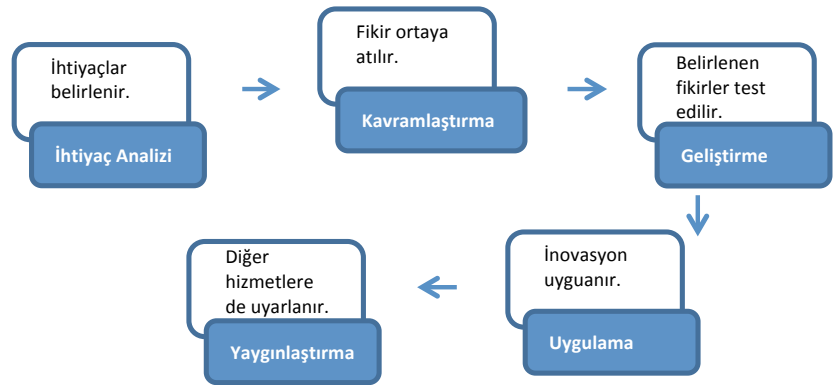 İhtiyaçlar
belirlenir.
İhtiyaç Analizi
Fikir ortaya
atılır.
Kavramlaştırma
Belirlenen
fikirler test
edilir.
Geliştirme
İnovasyon
uyguanır.
Uygulama
Diğer
hizmetlere
de uyarlanır.
Yaygınlaştırma